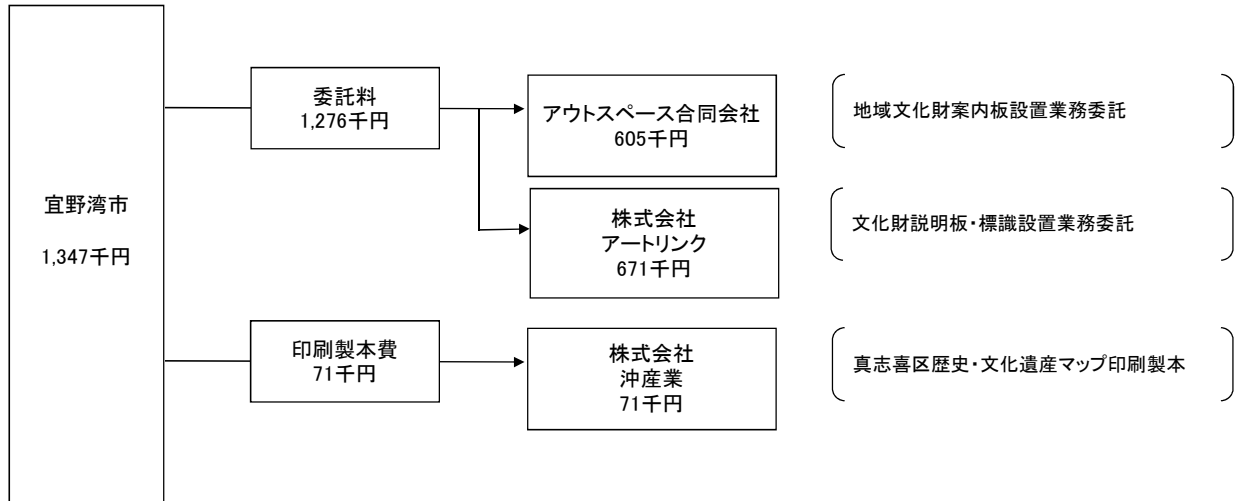 宜野湾市
1,347千円
委託料
1,276千円
アウトスペース合同会社
605千円
地域文化財案内板設置業務委託
株式会社
アートリンク
671千円
文化財説明板・標識設置業務委託
印刷製本費
71千円
株式会社
沖産業
71千円
真志喜区歴史・文化遺産マップ印刷製本